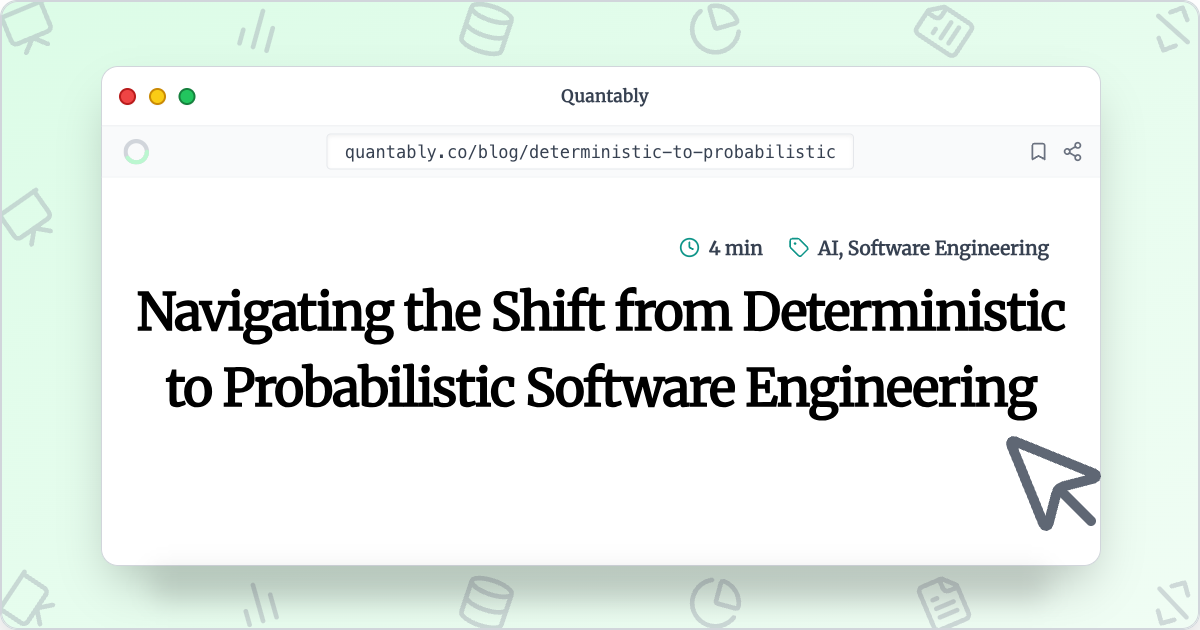 Quantably
quantably.co/blog/deterministic-to-probabilistic
4 min
AI, Software Engineering
Navigating the Shift from Deterministic
to Probabilistic Software Engineering